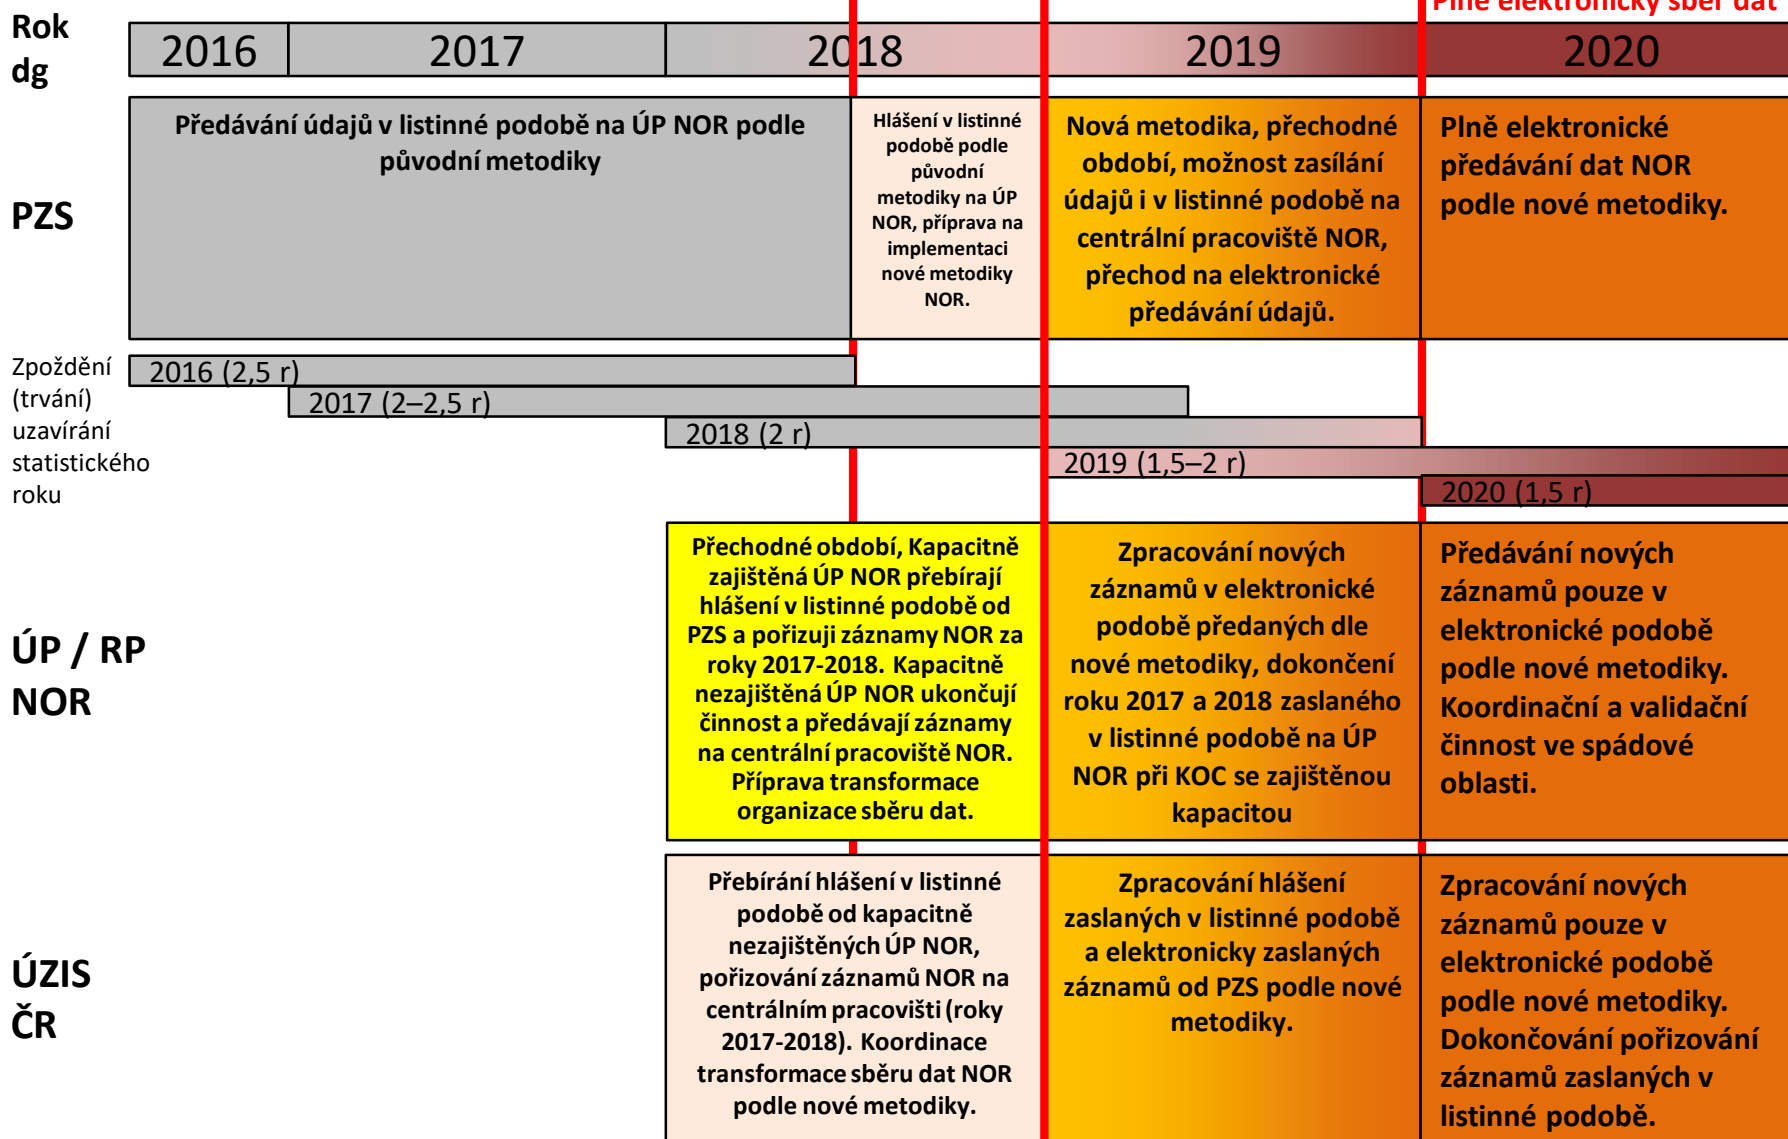 Plně elektronický sběr dat
Rok
dg
2016
2017
2018
2019
2020
PZS
Předávání údajů v listinné podobě na ÚP NOR podle
původní metodiky
Hlášení v listinné
podobě podle
původní
metodiky na ÚP
NOR, příprava na
implementaci
nové metodiky
NOR.
Nová metodika, přechodné
období, možnost zasílání
údajů i v listinné podobě na
centrální pracoviště NOR,
přechod na elektronické
předávání údajů.
Plně elektronické
předávání dat NOR
podle nové metodiky.
Zpoždění
(trvání)
uzavírání
statistického
roku
2016 (2,5 r)
2017 (2–2,5 r)
2018 (2 r)
2019 (1,5–2 r)
2020 (1,5 r)
ÚP / RP
NOR
Přechodné období, Kapacitně
zajištěná ÚP NOR přebírají
hlášení v listinné podobě od
PZS a pořizuji záznamy NOR za
roky 2017-2018. Kapacitně
nezajištěná ÚP NOR ukončují
činnost a předávají záznamy
na centrální pracoviště NOR.
Příprava transformace
organizace sběru dat.
Zpracování nových
záznamů v elektronické
podobě předaných dle
nové metodiky, dokončení
roku 2017 a 2018 zaslaného
v listinné podobě na ÚP
NOR při KOC se zajištěnou
kapacitou
Předávání nových
záznamů pouze v
elektronické podobě
podle nové metodiky.
Koordinační a validační
činnost ve spádové
oblasti.
ÚZIS
ČR
Přebírání hlášení v listinné
podobě od kapacitně
nezajištěných ÚP NOR,
pořizování záznamů NOR na
centrálním pracovišti (roky
2017-2018). Koordinace
transformace sběru dat NOR
podle nové metodiky.
Zpracování hlášení
zaslaných v listinné podobě
a elektronicky zaslaných
záznamů od PZS podle nové
metodiky.
Zpracování nových
záznamů pouze v
elektronické podobě
podle nové metodiky.
Dokončování pořizování
záznamů zaslaných v
listinné podobě.